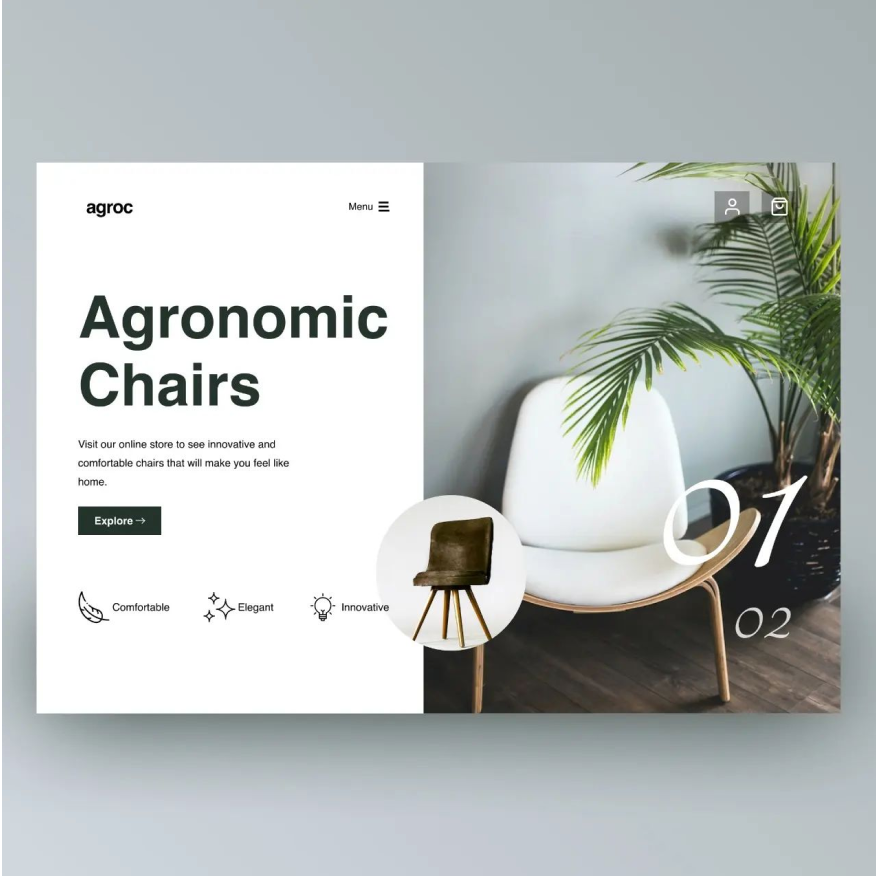 agroc
Menu
Agronomic
Chairs
Visit our online store to see innovative and
comfortable chairs that will make you feel like
home.
Explore →
Comfortable
Elegant
Innovative
01
02